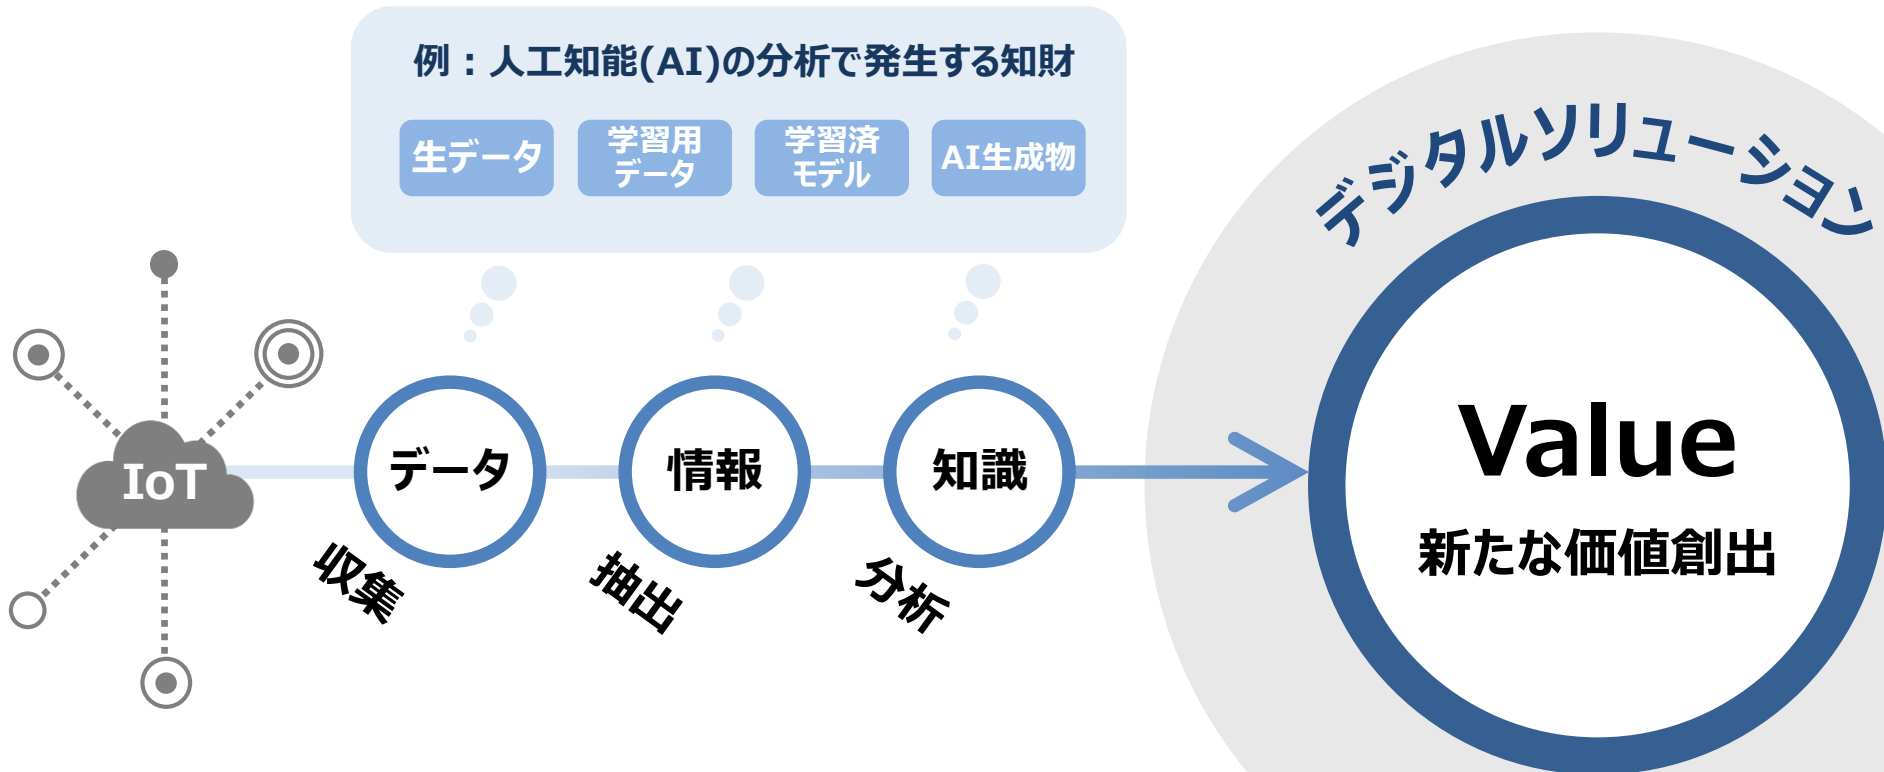 例：人工知能(AI)の分析で発生する知財
生データ
学習用
データ
学習済
モデル
AI生成物
デジタルソリューション
IoT
データ
情報
知識
収集
抽出
分析
Value
新たな価値創出